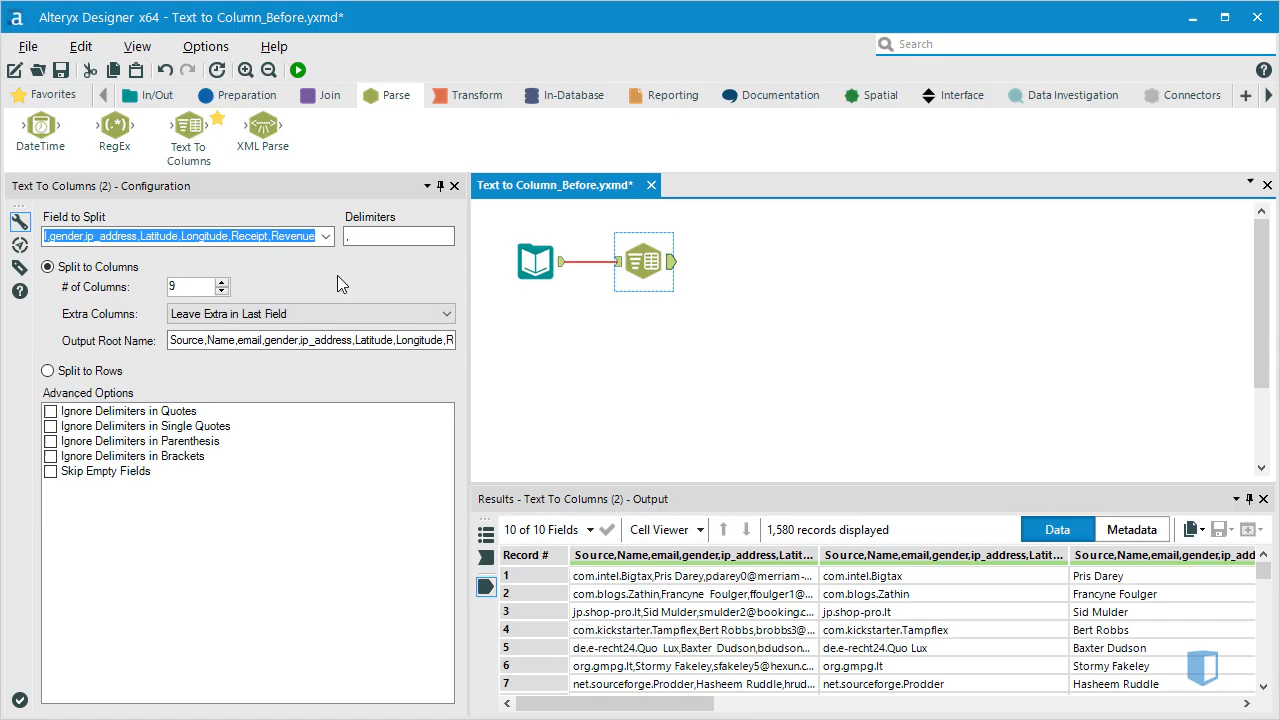 a Alteryx Designer x64 - Text to Column_Before.yxmd*
File Edit View Options Help
Search
Favorites In/Out Preparation Join Parse Transform In-Database Reporting Documentation Spatial Interface Data Investigation Connectors
DateTime RegEx Text To Columns XML Parse
Text To Columns (2) - Configuration
Text to Column_Before.yxmd*
Field to Split Delimiters
l,gender,ip_address,Latitude,Longitude,Receipt,Revenue ,
Split to Columns
# of Columns: 9
Extra Columns: Leave Extra in Last Field
Output Root Name: Source,Name,email,gender,ip_address,Latitude,Longitude,R
Split to Rows
Advanced Options
Ignore Delimiters in Quotes
Ignore Delimiters in Single Quotes
Ignore Delimiters in Parenthesis
Ignore Delimiters in Brackets
Skip Empty Fields
Results - Text To Columns (2) - Output
10 of 10 Fields Cell Viewer 1,580 records displayed Data Metadata
Record # Source,Name,email,gender,ip_address,Latit... Source,Name,email,gender,ip_address,Latit... Source,Name,email,gender,ip_add
1 com.intel.Bigtax,Pris Darey,pdarey0@merriam-... com.intel.Bigtax Pris Darey
2 com.blogs.Zathin,Francyne Foulger,ffoulger1@... com.blogs.Zathin Francyne Foulger
3 jp.shop-pro.It,Sid Mulder,smulder2@booking.c... jp.shop-pro.It Sid Mulder
4 com.kickstarter.Tampflex,Bert Robbs,brobbs3@... com.kickstarter.Tampflex Bert Robbs
5 de.e-recht24.Quo Lux,Baxter Dudson,bdudson... de.e-recht24.Quo Lux Baxter Dudson
6 org.gmpg.It,Stormy Fakeley,sfakeley5@hexun.c... org.gmpg.It Stormy Fakeley
7 net.sourceforge.Prodder,Hasheem Ruddle,hrud... net.sourceforge.Prodder Hasheem Ruddle